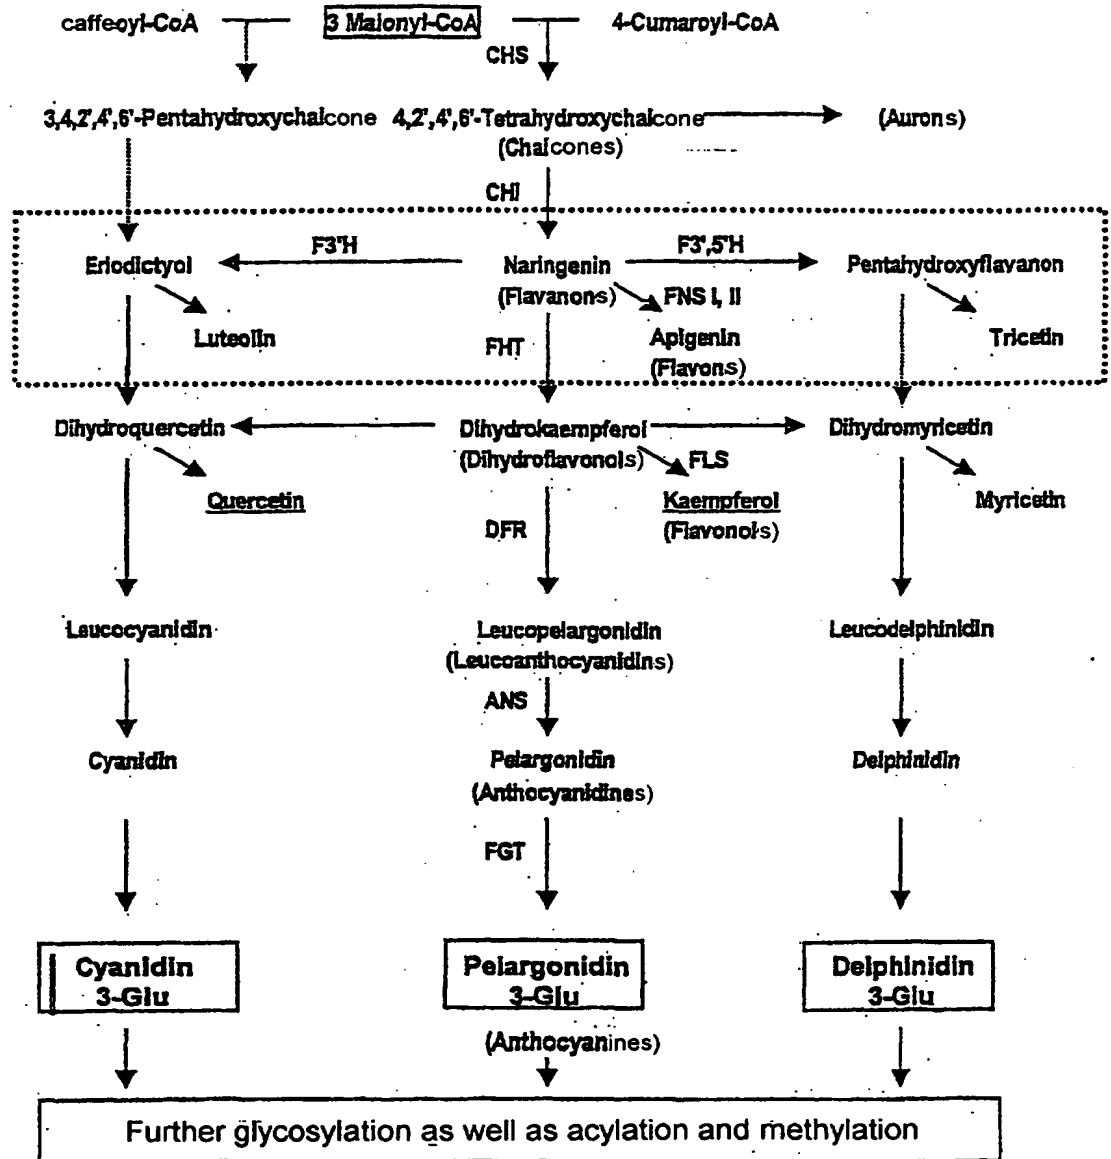 caffeoyl-CoA 3 Malonyl-CoA 4-Cumaroyl-CoA
CHS
3,4,2',4',6'-Pentahydroxychalcone 4,2',4',6'-Tetrahydroxychalcone (Aurons)
(Chalcones)
CHI
F3'H F3',5'H
Eriodictyol Naringenin Pentahydroxyflavanon
(Flavanons) FNS I, II
Luteolin FHT Apigenin Tricetin
(Flavons)
Dihydroquercetin Dihydrokaempferol Dihydromyricetin
(Dihydroflavonols) FLS
Quercetin Kaempferol Myricetin
DFR (Flavonols)
Leucocyanidin Leucopelargonidin Leucodelphinidin
(Leucoanthocyanidins)
ANS
Cyanidin Pelargonidin Delphinidin
(Anthocyanidines)
FGT
Cyanidin Pelargonidin Delphinidin
3-Glu 3-Glu 3-Glu
(Anthocyanines)
Further glycosylation as well as acylation and methylation